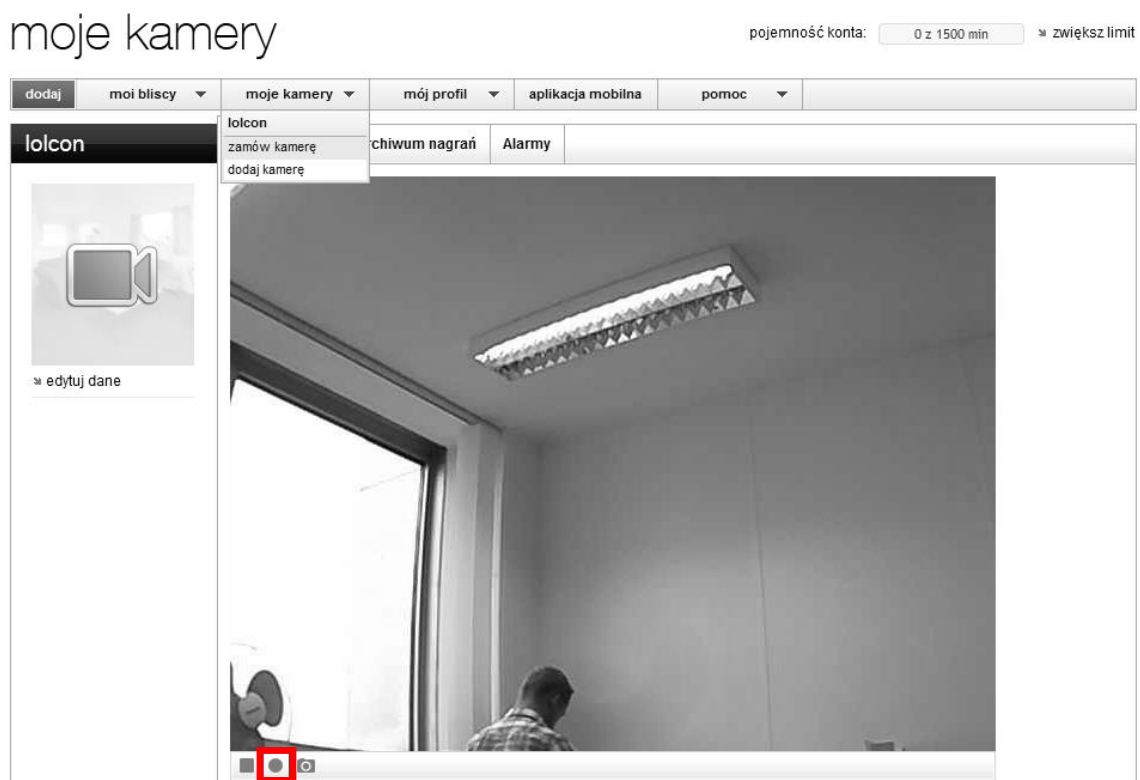 moje kamery
pojemność konta: 0 z 1500 min zwiększ limit
dodaj moi bliscy moje kamery mój profil aplikacja mobilna pomoc
lolcon
zamów kamerę
dodaj kamerę
lolcon
chiwum nagrań Alarmy
edytuj dane